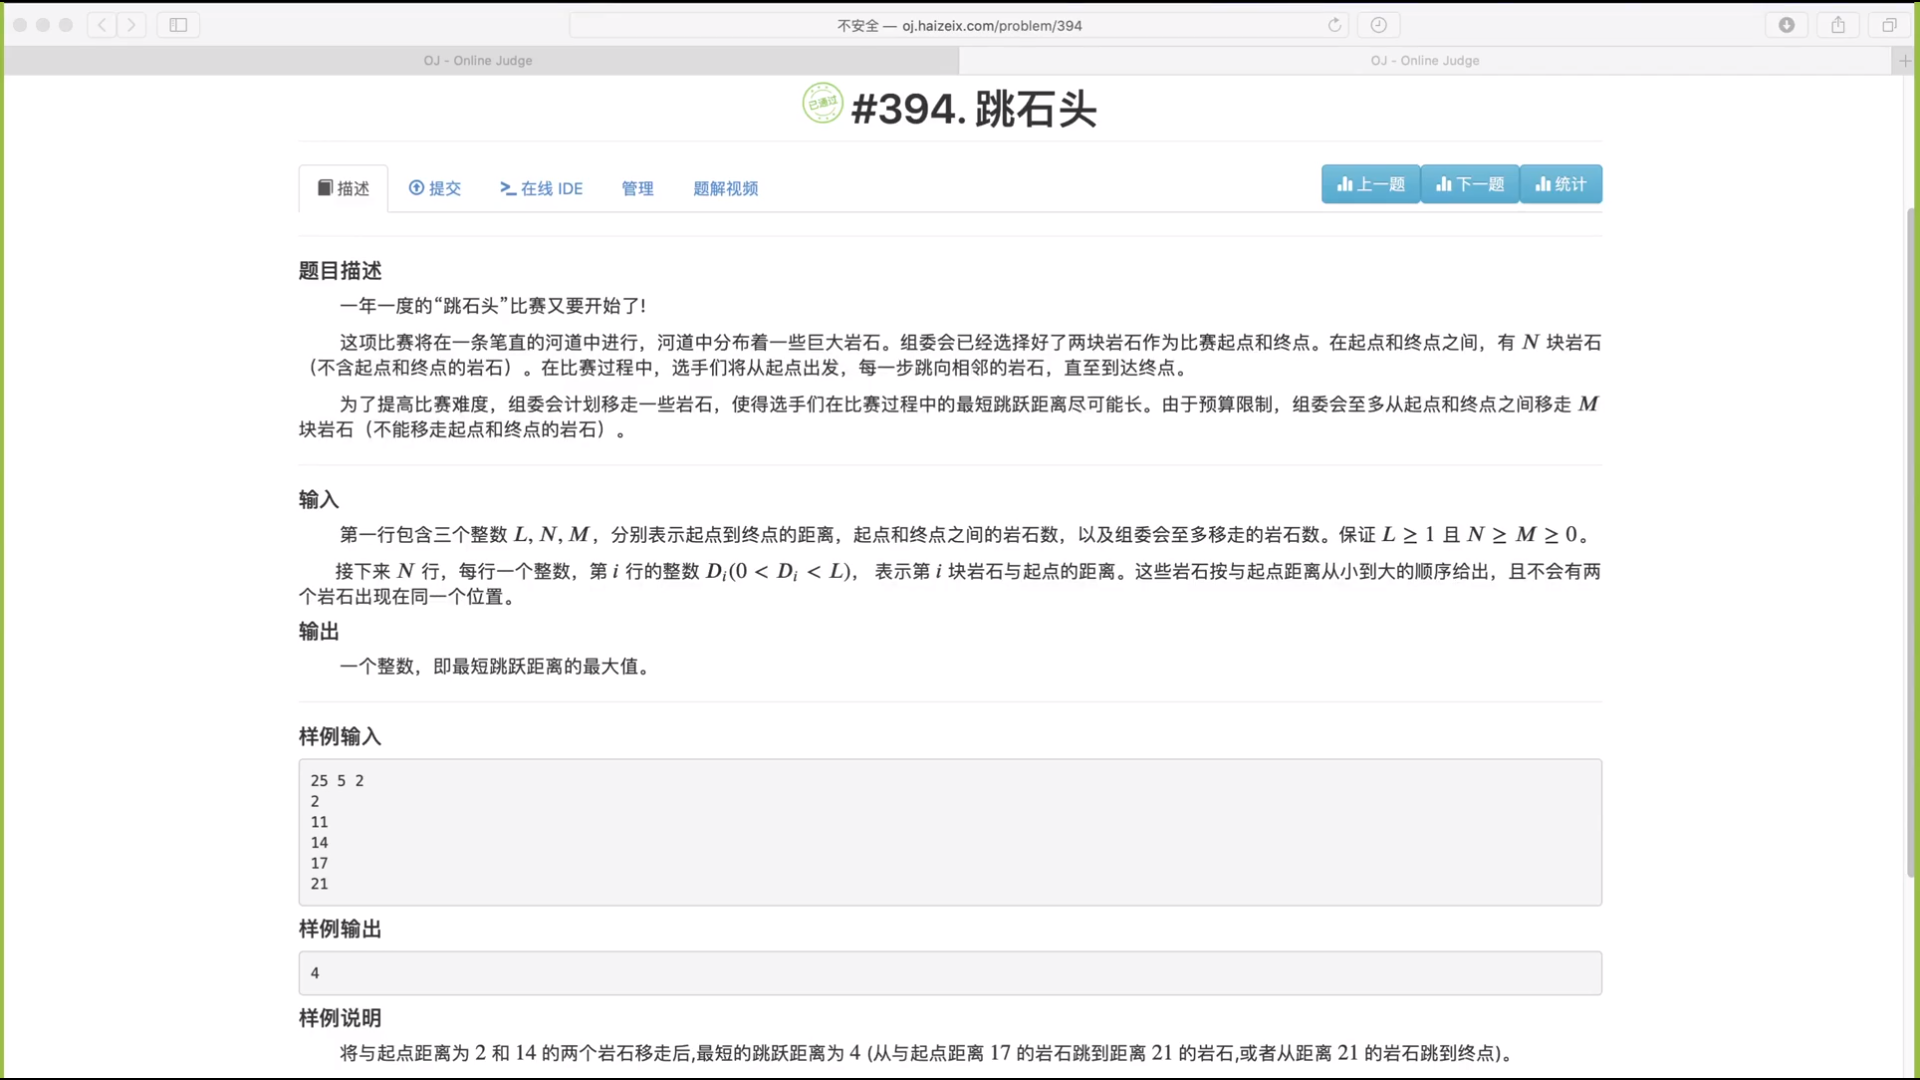 不安全 — oj.haizeix.com/problem/394
OJ - Online Judge
OJ - Online Judge
已通过
#394. 跳石头
描述
提交
在线 IDE
管理
题解视频
上一题
下一题
统计
题目描述
一年一度的“跳石头”比赛又要开始了!
这项比赛将在一条笔直的河道中进行，河道中分布着一些巨大岩石。组委会已经选择好了两块岩石作为比赛起点和终点。在起点和终点之间，有 N 块岩石
（不含起点和终点的岩石）。在比赛过程中，选手们将从起点出发，每一步跳向相邻的岩石，直至到达终点。
为了提高比赛难度，组委会计划移走一些岩石，使得选手们在比赛过程中的最短跳跃距离尽可能长。由于预算限制，组委会至多从起点和终点之间移走 M
块岩石（不能移走起点和终点的岩石）。
输入
第一行包含三个整数 L, N, M，分别表示起点到终点的距离，起点和终点之间的岩石数，以及组委会至多移走的岩石数。保证 L ≥ 1 且 N ≥ M ≥ 0。
接下来 N 行，每行一个整数，第 i 行的整数 Di(0 < Di < L)， 表示第 i 块岩石与起点的距离。这些岩石按与起点距离从小到大的顺序给出，且不会有两
个岩石出现在同一个位置。
输出
一个整数，即最短跳跃距离的最大值。
样例输入
25 5 2
2
11
14
17
21
样例输出
4
样例说明
将与起点距离为 2 和 14 的两个岩石移走后,最短的跳跃距离为 4 (从与起点距离 17 的岩石跳到距离 21 的岩石,或者从距离 21 的岩石跳到终点)。